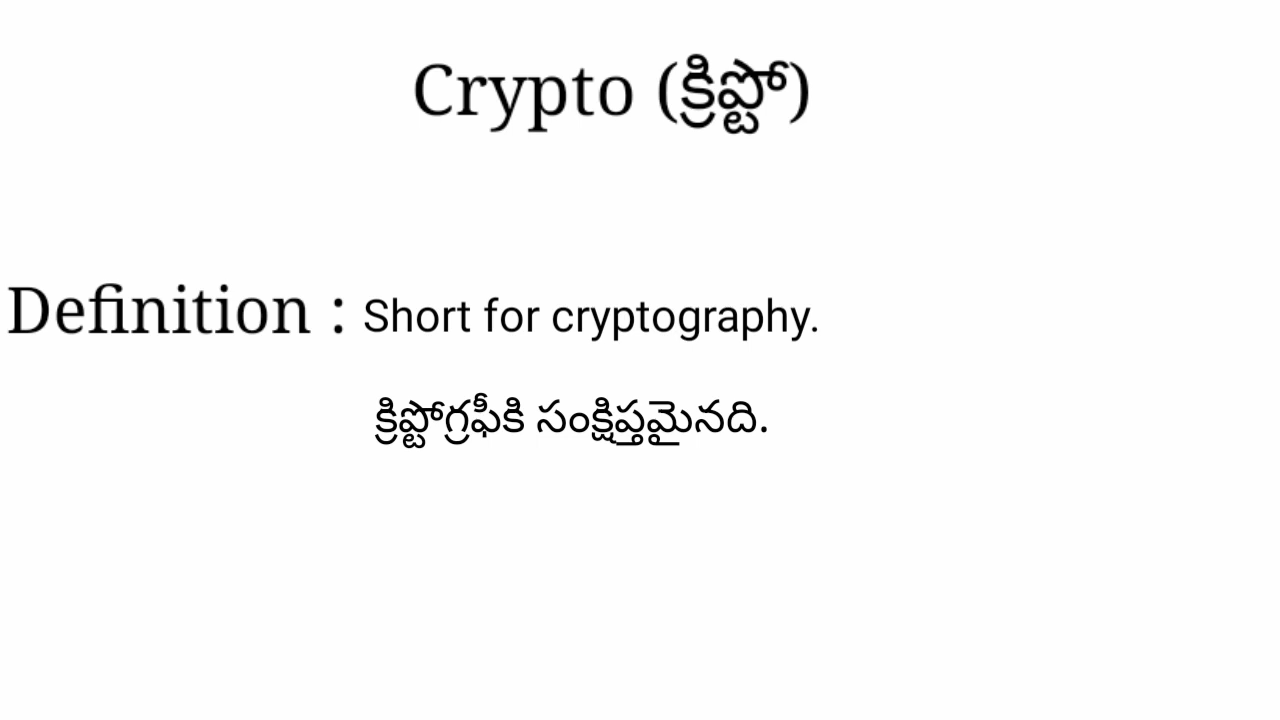 Crypto (క్రిప్టో)
Definition : Short for cryptography.
క్రిప్టోగ్రఫీకి సంక్షిప్తమైనది.